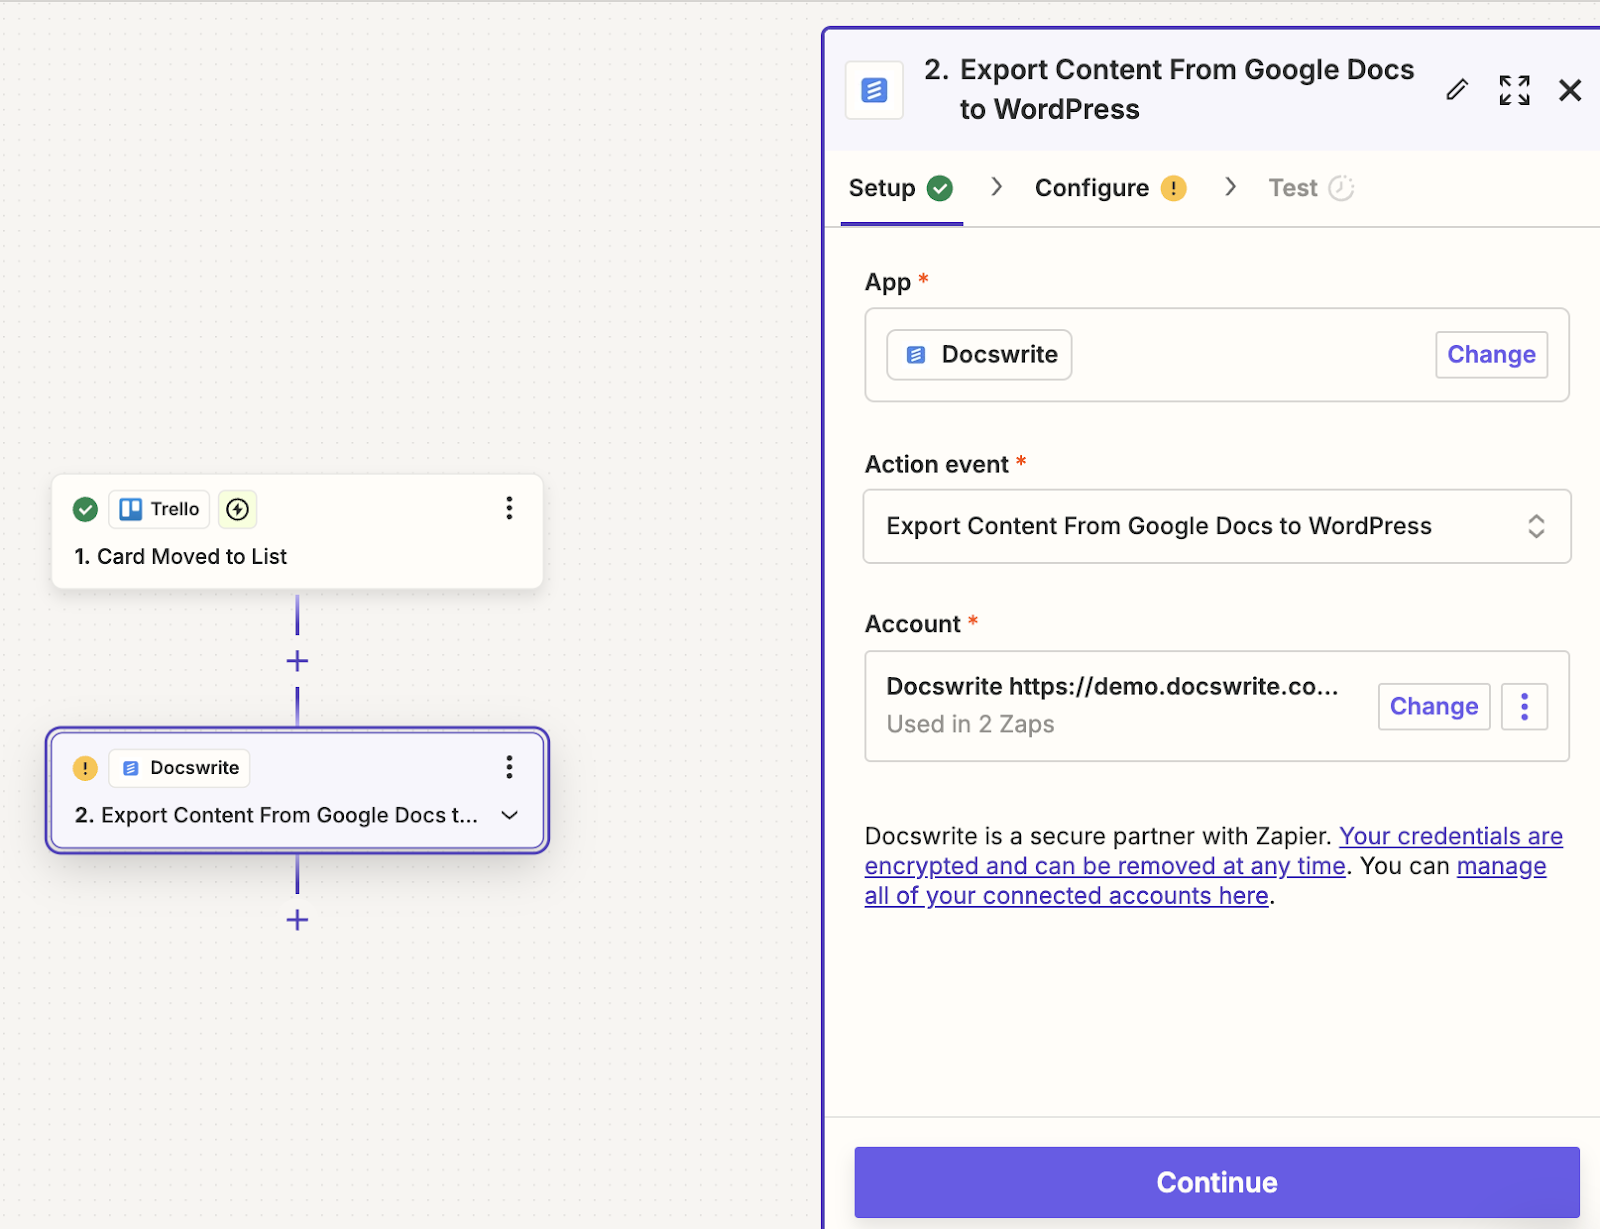 Trello
1. Card Moved to List
Docswrite
2. Export Content From Google Docs t...
2. Export Content From Google Docs
to WordPress
Setup
Configure
Test
App *
Docswrite
Change
Action event *
Export Content From Google Docs to WordPress
Account *
Docswrite https://demo.docswrite.co...
Used in 2 Zaps
Change
Docswrite is a secure partner with Zapier. Your credentials are
encrypted and can be removed at any time. You can manage
all of your connected accounts here.
Continue